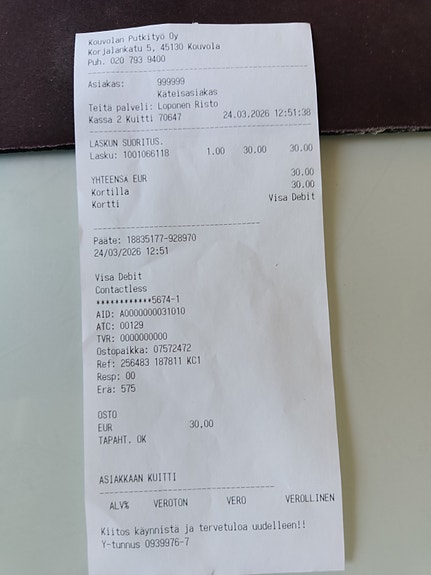 Kouvolan Putkityö Oy
Korjalankatu 5, 45130 Kouvola
Puh. 020 793 9400
Asiakas: 999999
Kateisasiakas
Teitä palveli: Loponen Risto
Kassa 2 Kuitti 70647 24.03.2026 12:51:38
LASKUN SUORITUS.
Lasku: 1001066118 1.00 30.00 30.00
YHTEENSA EUR 30.00
Kortilla 30.00
Kortti Visa Debit
Paate: 18835177-928970
24/03/2026 12:51
Visa Debit
Contactless
************5674-1
AID: A0000000031010
ATC: 00129
TVR: 0000000000
Ostopaikka: 07572472
Ref: 256483 187811 KC1
Resp: 00
Era: 575
OSTO
EUR 30,00
TAPAHT. OK
ASIAKKAAN KUITTI
ALV% VEROTON VERO VEROLLINEN
Kiitos käynnistä ja tervetuloa uudelleen!!
Y-tunnus 0939976-7